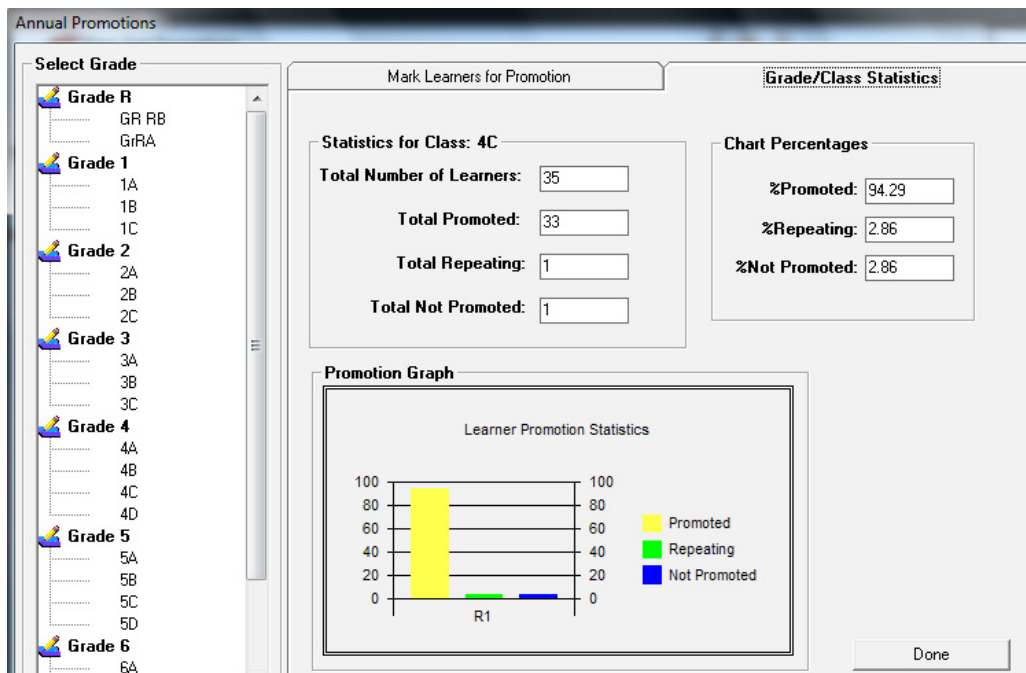 Annual Promotions
Select Grade
Grade R
GR RB
GrRA
Grade 1
1A
1B
1C
Grade 2
2A
2B
2C
Grade 3
3A
3B
3C
Grade 4
4A
4B
4C
4D
Grade 5
5A
5B
5C
5D
Grade 6
6A
Mark Learners for Promotion
Grade/Class Statistics
Statistics for Class: 4C
Total Number of Learners: 35
Total Promoted: 33
Total Repeating: 1
Total Not Promoted: 1
Chart Percentages
%Promoted: 94.29
%Repeating: 2.86
%Not Promoted: 2.86
Promotion Graph
Learner Promotion Statistics
100 100
80 80
60 60
40 40
20 20
0 0
R1
Promoted
Repeating
Not Promoted
Done